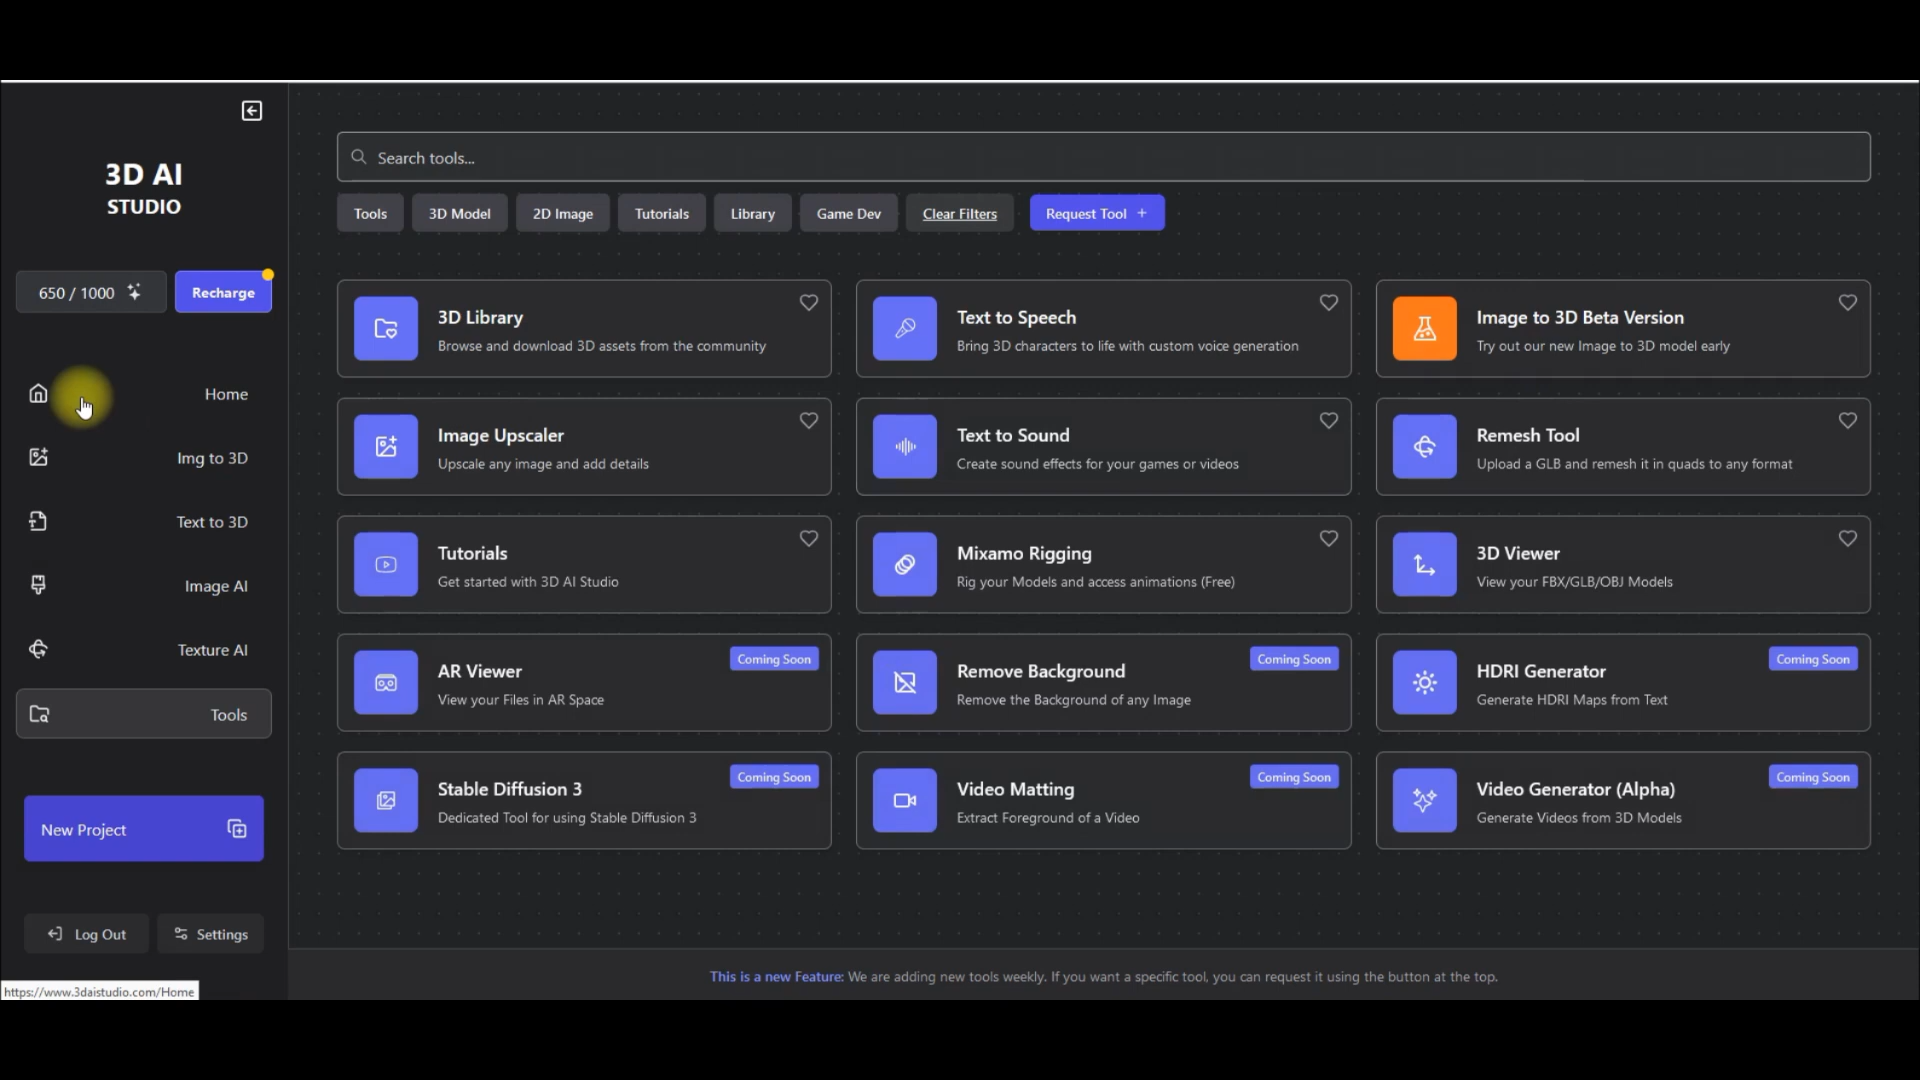 3D AI
STUDIO
650 / 1000
Recharge
Home
Img to 3D
Text to 3D
Image AI
Texture AI
Tools
New Project
Log Out
Settings
https://www.3daistudio.com/Home
Search tools...
Tools
3D Model
2D Image
Tutorials
Library
Game Dev
Clear Filters
Request Tool +
3D Library
Browse and download 3D assets from the community
Text to Speech
Bring 3D characters to life with custom voice generation
Image to 3D Beta Version
Try out our new Image to 3D model early
Image Upscaler
Upscale any image and add details
Text to Sound
Create sound effects for your games or videos
Remesh Tool
Upload a GLB and remesh it in quads to any format
Tutorials
Get started with 3D AI Studio
Mixamo Rigging
Rig your Models and access animations (Free)
3D Viewer
View your FBX/GLB/OBJ Models
AR Viewer
View your Files in AR Space
Coming Soon
Remove Background
Remove the Background of any Image
Coming Soon
HDRI Generator
Generate HDRI Maps from Text
Coming Soon
Stable Diffusion 3
Dedicated Tool for using Stable Diffusion 3
Coming Soon
Video Matting
Extract Foreground of a Video
Coming Soon
Video Generator (Alpha)
Generate Videos from 3D Models
Coming Soon
This is a new Feature: We are adding new tools weekly. If you want a specific tool, you can request it using the button at the top.